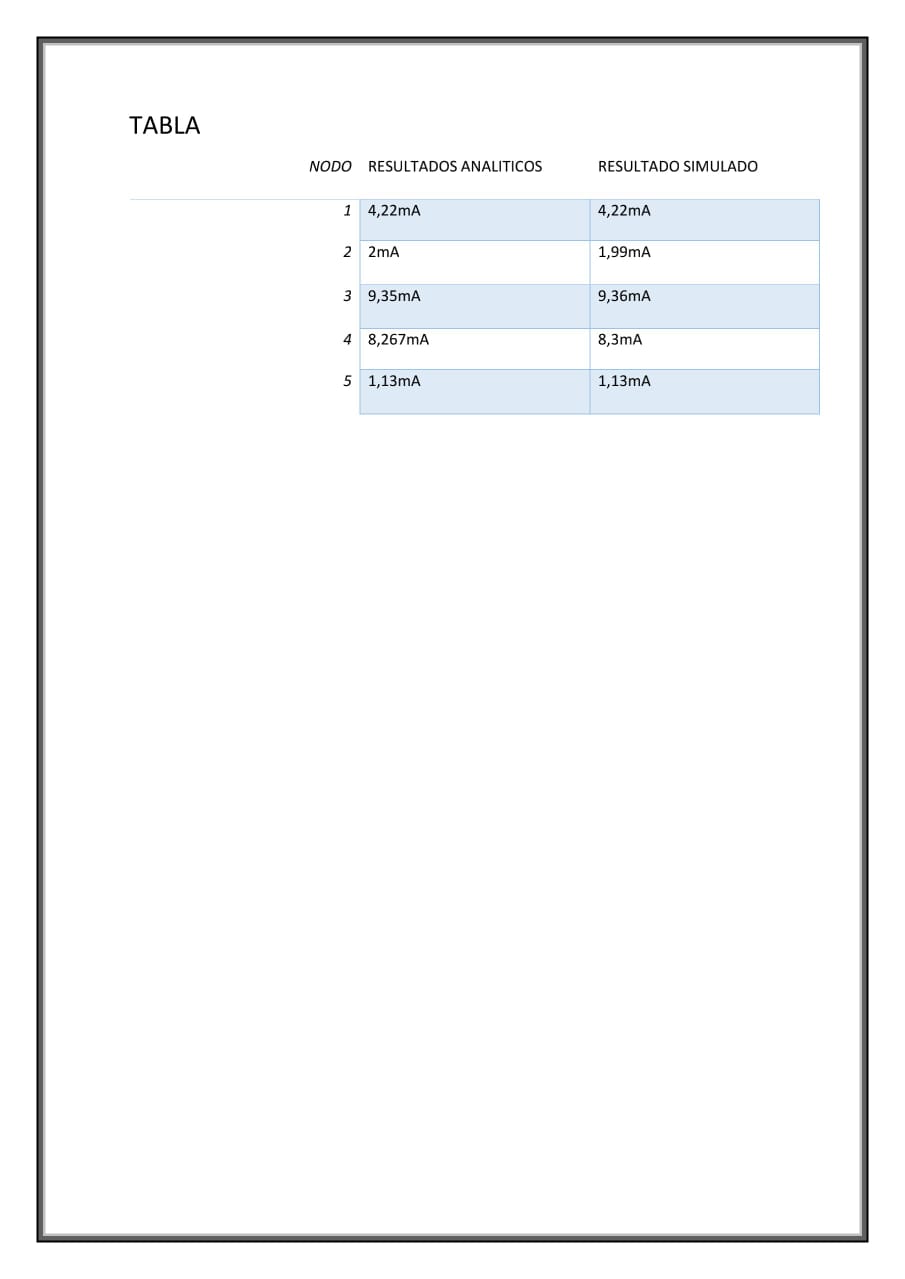 TABLA
NODO RESULTADOS ANALITICOS RESULTADO SIMULADO
1 4,22mA 4,22mA
2 2mA 1,99mA
3 9,35mA 9,36mA
4 8,267mA 8,3mA
5 1,13mA 1,13mA